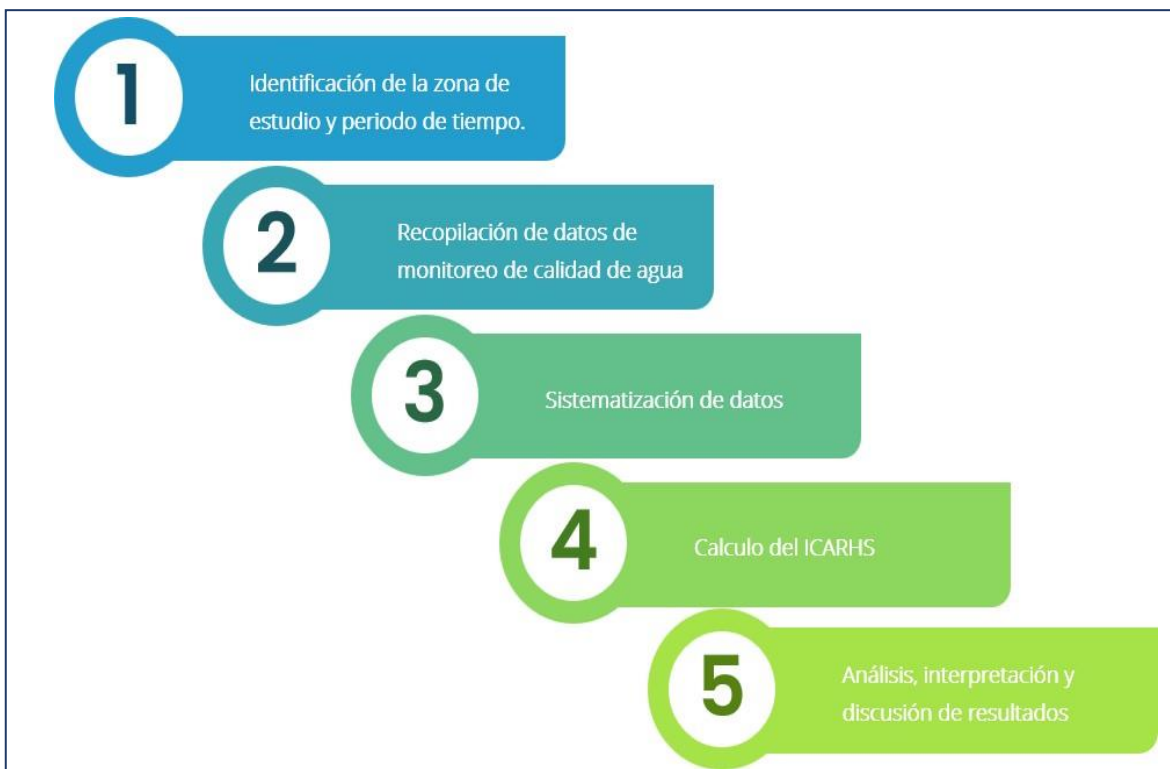 1
Identificación de la zona de
estudio y periodo de tiempo.
2
Recopilación de datos de
monitoreo de calidad de agua
3
Sistematización de datos
4
Calculo del ICARHS
5
Análisis, interpretación y
discusión de resultados